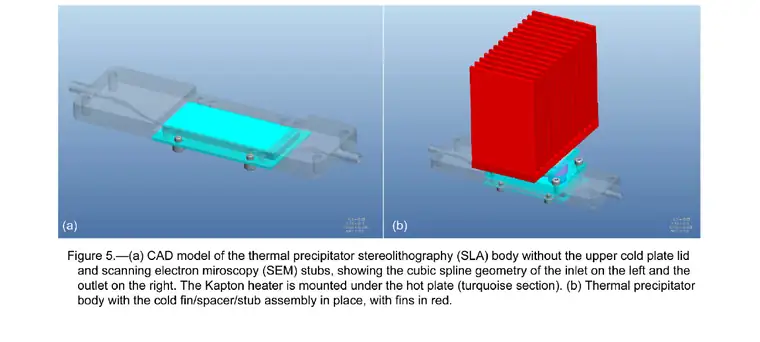 (a)
(b)
Figure 5.—(a) CAD model of the thermal precipitator stereolithography (SLA) body without the upper cold plate lid
and scanning electron miroscopy (SEM) stubs, showing the cubic spline geometry of the inlet on the left and the
outlet on the right. The Kapton heater is mounted under the hot plate (turquoise section). (b) Thermal precipitator
body with the cold fin/spacer/stub assembly in place, with fins in red.